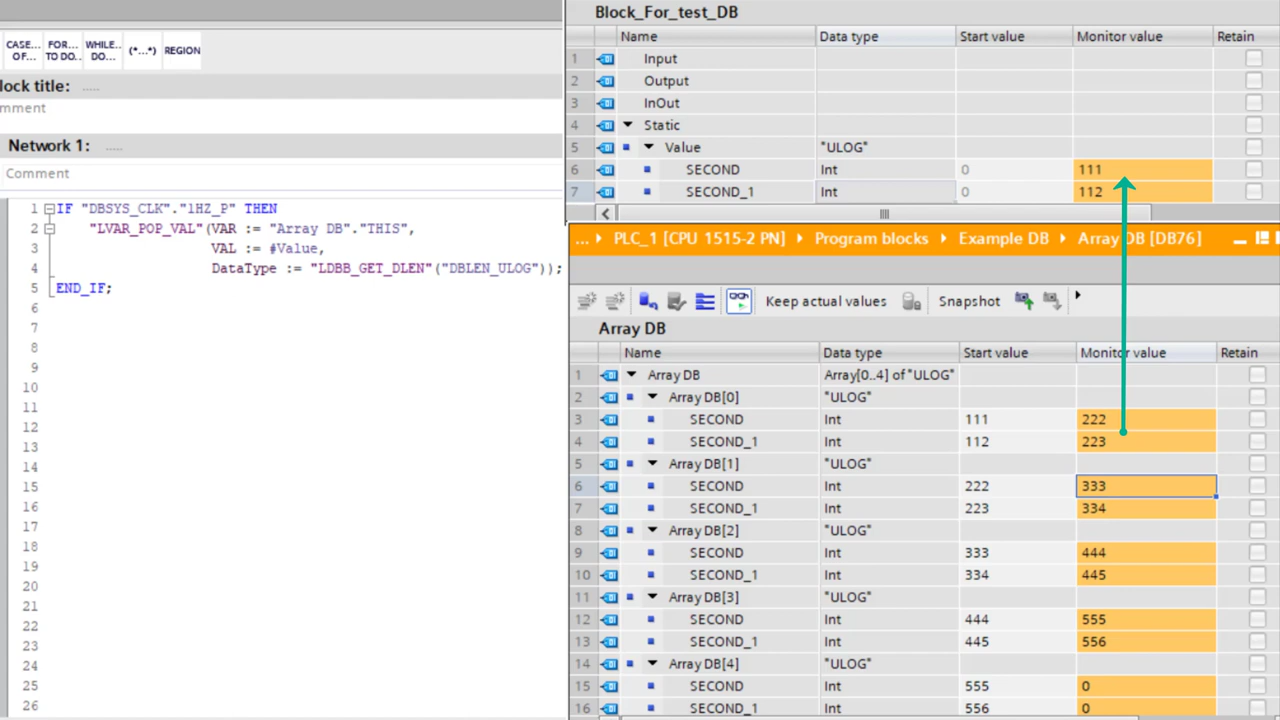 CASE... FOR... WHILE.. (*...*) REGION
OF... TO DO.. DO...
lock title: .....
mment
Network 1: .....
Comment
1 IF "DBSYS_CLK"."1HZ_P" THEN
2 "LVAR_POP_VAL"(VAR := "Array DB"."THIS",
3 VAL := #Value,
4 DataType := "LDBB_GET_DLEN"("DBLEN_ULOG"));
5 END_IF;
6
7
8
9
10
11
12
13
14
15
16
17
18
19
20
21
22
23
24
25
26
Block_For_test_DB
Name Data type Start value Monitor value Retain
1 Input
2 Output
3 InOut
4 Static
5 Value "ULOG"
6 SECOND Int 0 111
7 SECOND_1 Int 0 112
... PLC_1 [CPU 1515-2 PN] Program blocks Example DB Array DB [DB76]
Keep actual values Snapshot
Array DB
Name Data type Start value Monitor value Retain
1 Array DB Array[0..4] of "ULOG"
2 Array DB[0] "ULOG"
3 SECOND Int 111 222
4 SECOND_1 Int 112 223
5 Array DB[1] "ULOG"
6 SECOND Int 222 333
7 SECOND_1 Int 223 334
8 Array DB[2] "ULOG"
9 SECOND Int 333 444
10 SECOND_1 Int 334 445
11 Array DB[3] "ULOG"
12 SECOND Int 444 555
13 SECOND_1 Int 445 556
14 Array DB[4] "ULOG"
15 SECOND Int 555 0
16 SECOND_1 Int 556 0